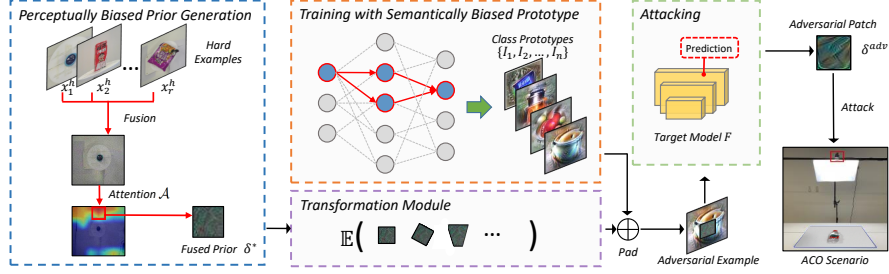 Perceptually Biased Prior Generation
Hard
Examples
x_1^h x_2^h ... x_r^h
Fusion
Attention 𝒜
Fused Prior δ*
Training with Semantically Biased Prototype
Class Prototypes
{I_1, I_2, ..., I_n}
Transformation Module
𝔼( ... )
Pad
Attacking
Prediction
Target Model F
Adversarial Example
Adversarial Patch
δ^{adv}
Attack
ACO Scenario